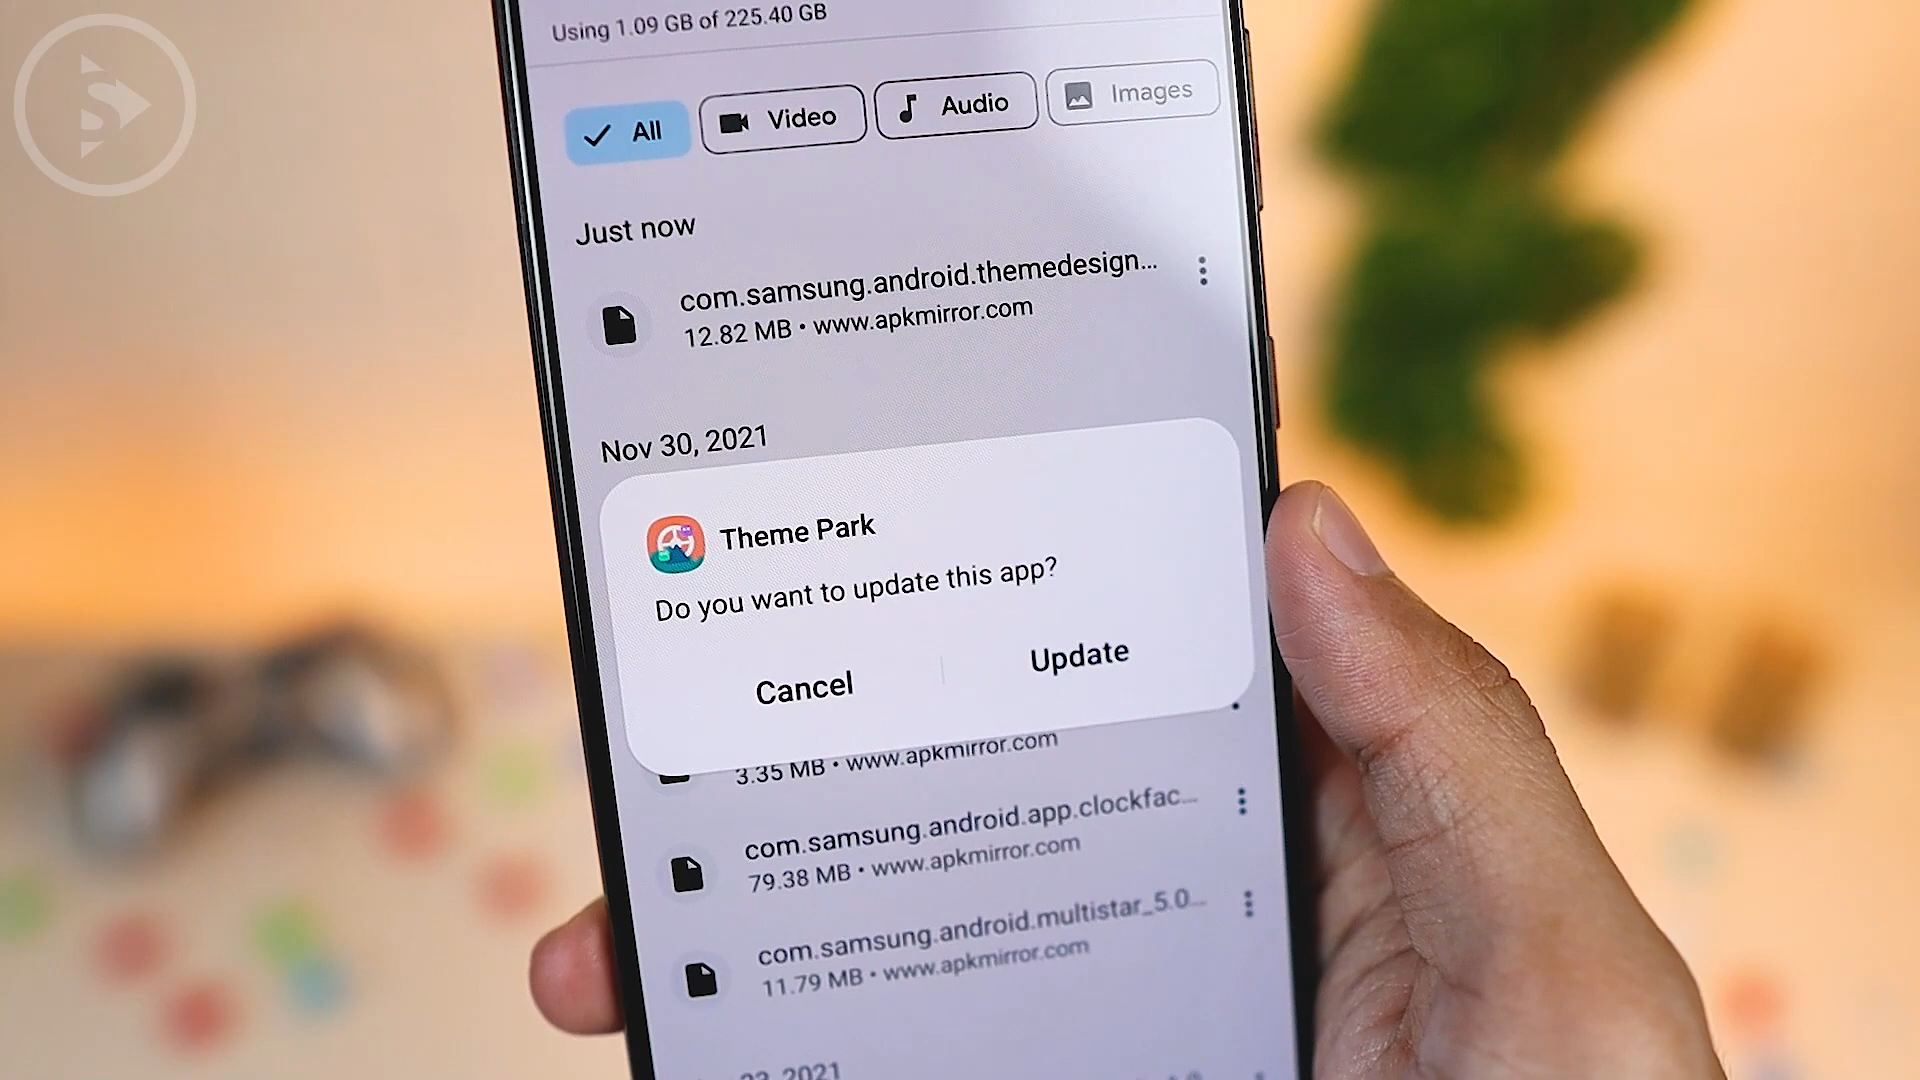 Using 1.09 GB of 225.40 GB
All
Video
Audio
Images
Just now
com.samsung.android.themedesign...
12.82 MB • www.apkmirror.com
Nov 30, 2021
Theme Park
Do you want to update this app?
Cancel
Update
3.35 MB • www.apkmirror.com
com.samsung.android.app.clockfac...
79.38 MB • www.apkmirror.com
com.samsung.android.multistar_5.0...
11.79 MB • www.apkmirror.com
2021
S